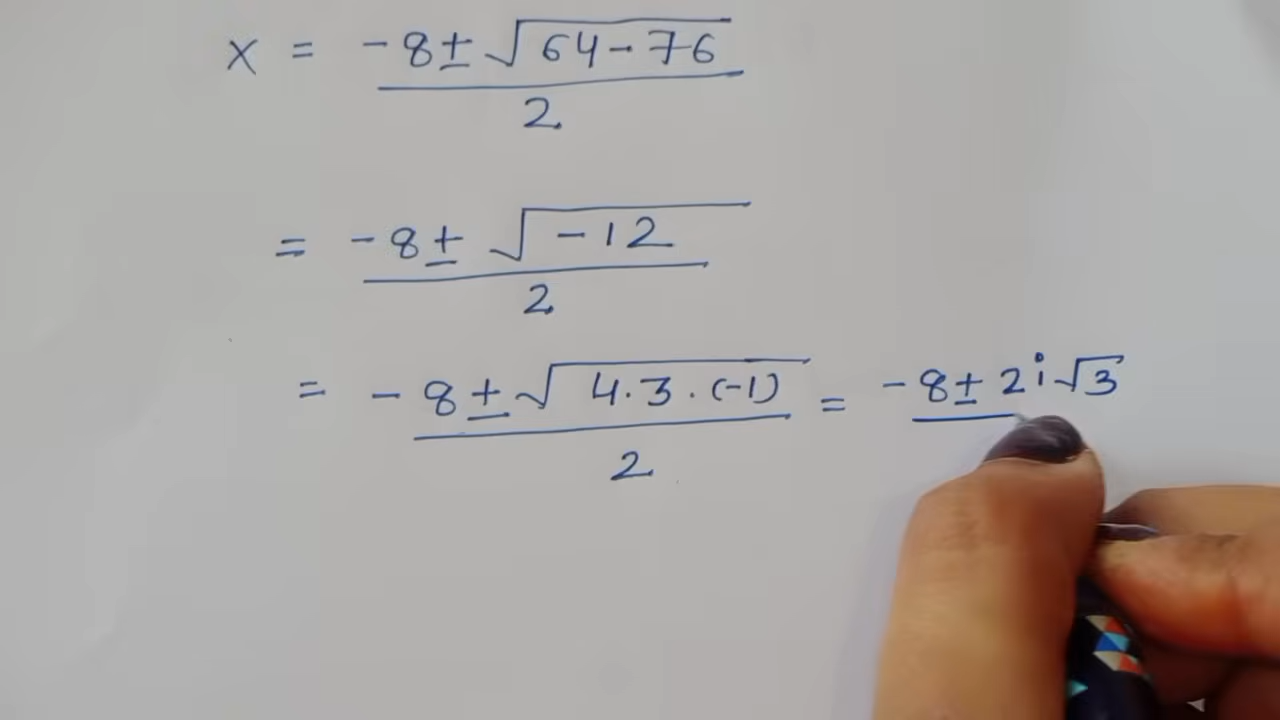 x = -8 ± √64-76
2
= -8 ± √-12
2
= -8 ± √4.3.(-1) = -8 ± 2i√3
2